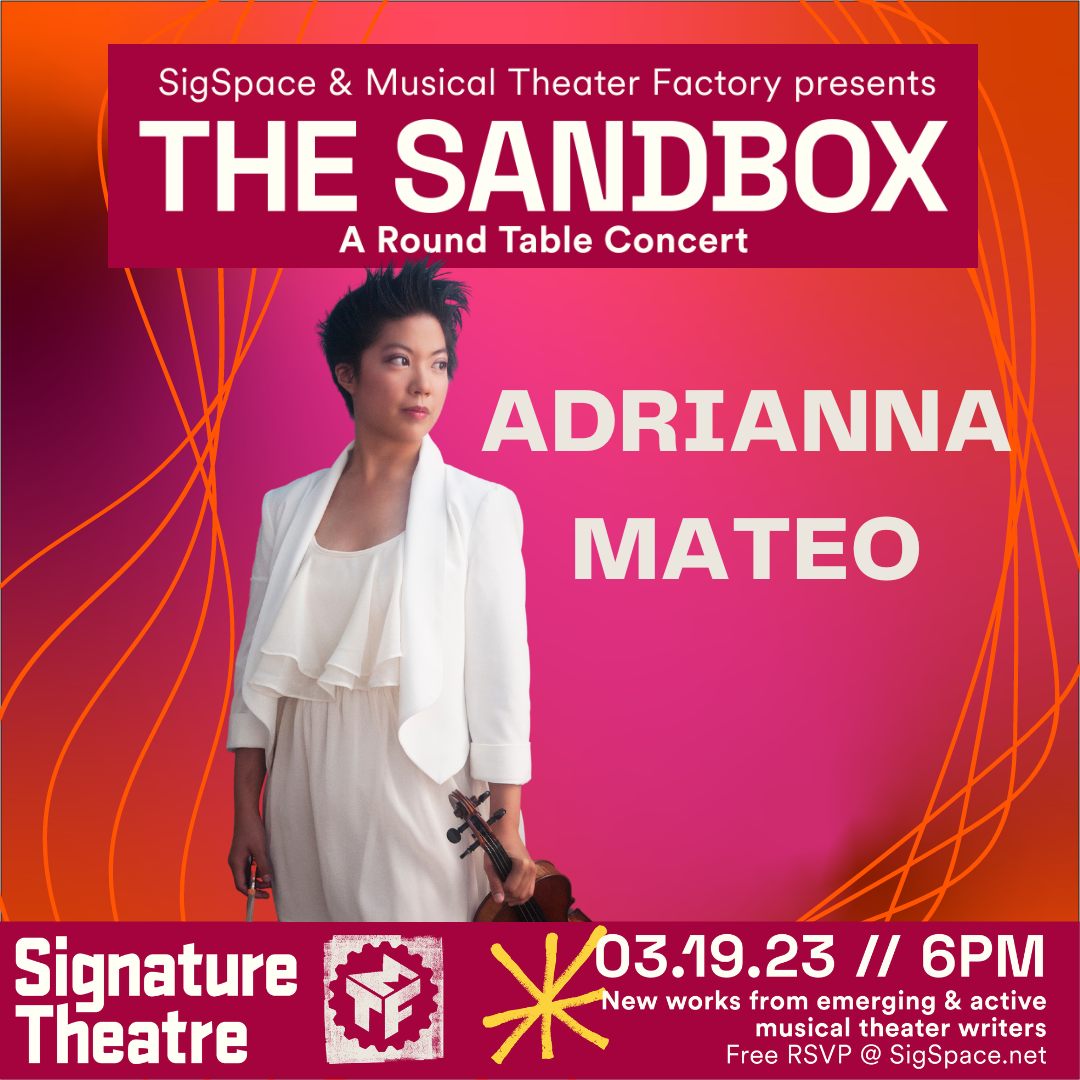 SigSpace & Musical Theater Factory presents
THE SANDBOX
A Round Table Concert
ADRIANNA
MATEO
Signature
Theatre
MTF
03.19.23 // 6PM
New works from emerging & active
musical theater writers
Free RSVP @ SigSpace.net